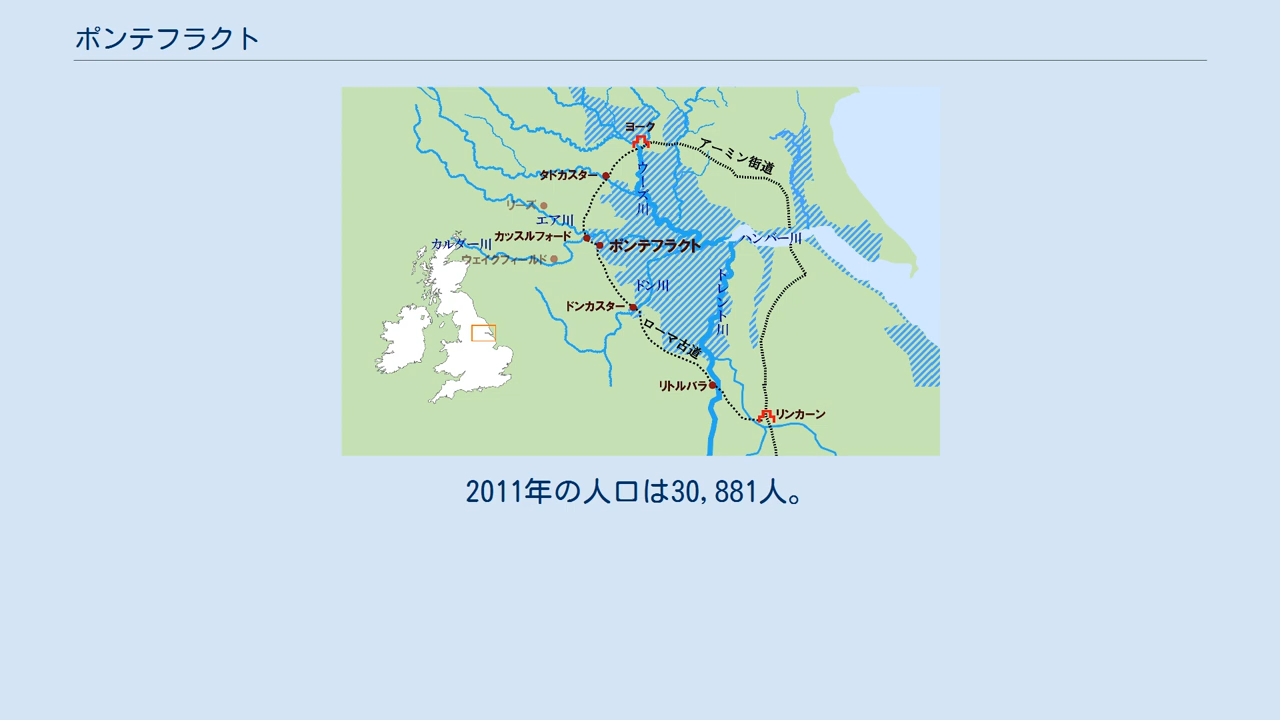 ポンテフラクト
ヨーク
アーミン街道
タドカスター
ウーズ川
リーズ
エア川
カッスルフォード
カルダー川
ポンテフラクト
ハンバー川
ウェイクフィールド
ドン川
トレント川
ドンカスター
ローマ古道
リトルバラ
リンカーン
2011年の人口は30,881人。